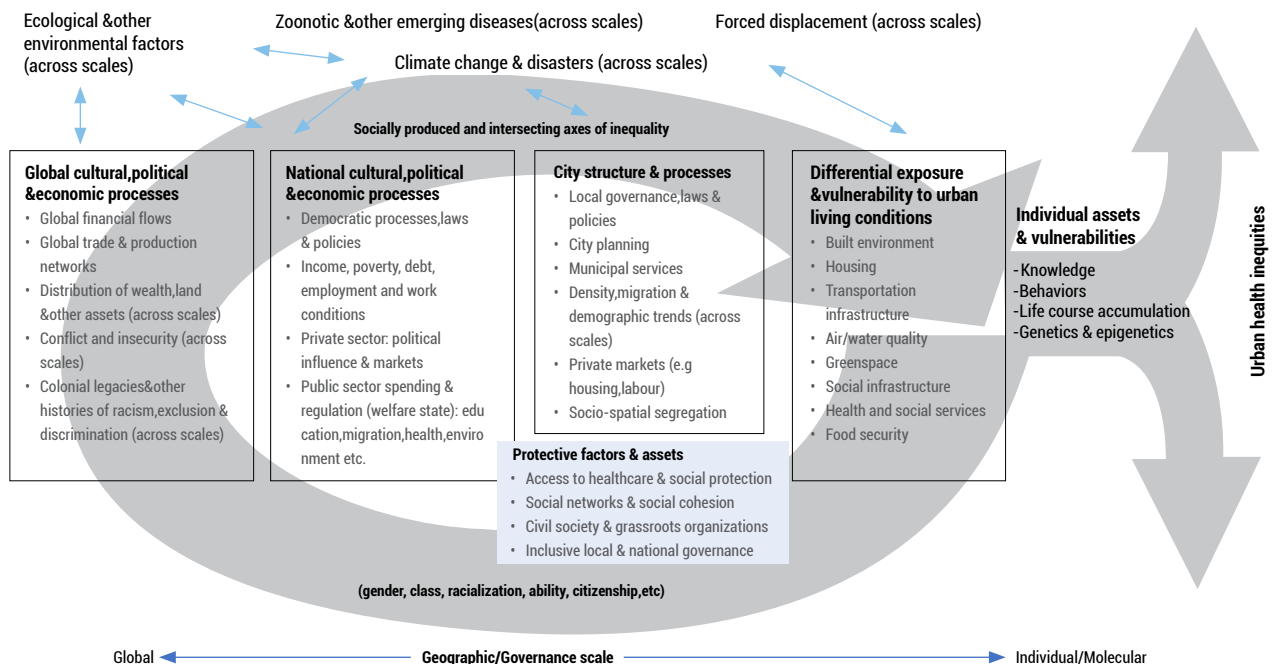 Ecological &other
environmental factors
(across scales)
Zoonotic &other emerging diseases(across scales)
Forced displacement (across scales)
Climate change & disasters (across scales)
Socially produced and intersecting axes of inequality
Global cultural,political
&economic processes
• Global financial flows
• Global trade & production
networks
• Distribution of wealth,land
&other assets (across scales)
• Conflict and insecurity (across
scales)
• Colonial legacies&other
histories of racism,exclusion &
discrimination (across scales)
National cultural,political
&economic processes
• Democratic processes,laws
& policies
• Income, poverty, debt,
employment and work
conditions
• Private sector: political
influence & markets
• Public sector spending &
regulation (welfare state): edu
cation,migration,health,enviro
nment etc.
City structure & processes
• Local governance,laws &
policies
• City planning
• Municipal services
• Density,migration &
demographic trends (across
scales)
• Private markets (e.g
housing,labour)
• Socio-spatial segregation
Protective factors & assets
• Access to healthcare & social protection
• Social networks & social cohesion
• Civil society & grassroots organizations
• Inclusive local & national governance
Differential exposure
&vulnerability to urban
living conditions
• Built environment
• Housing
• Transportation
infrastructure
• Air/water quality
• Greenspace
• Social infrastructure
• Health and social services
• Food security
Individual assets
& vulnerabilities
-Knowledge
-Behaviors
-Life course accumulation
-Genetics & epigenetics
Urban health inequities
(gender, class, racialization, ability, citizenship,etc)
Global
Geographic/Governance scale
Individual/Molecular